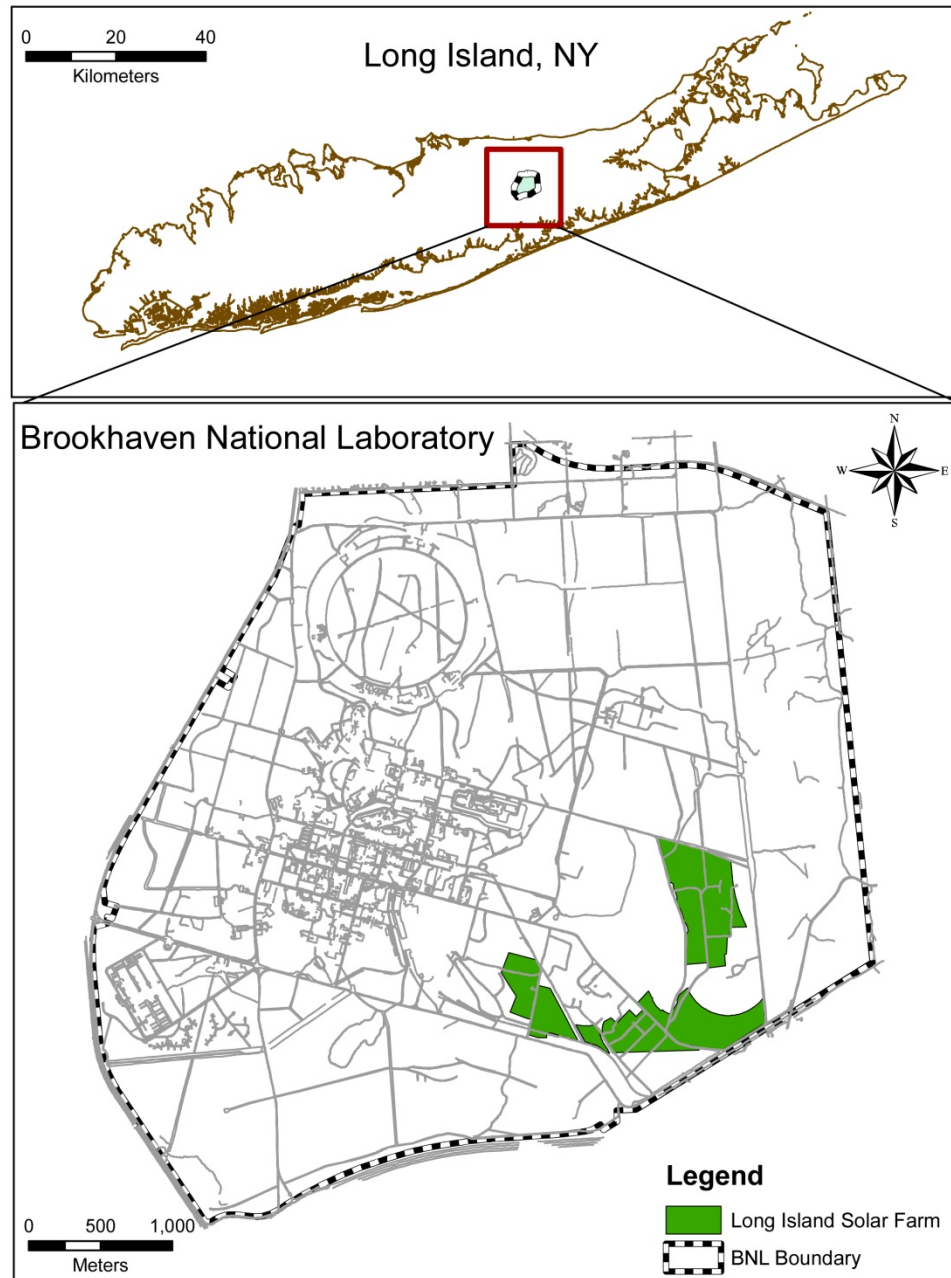 0 20 40
Kilometers
Long Island, NY
Brookhaven National Laboratory
N
W E
S
Legend
Long Island Solar Farm
BNL Boundary
0 500 1,000
Meters